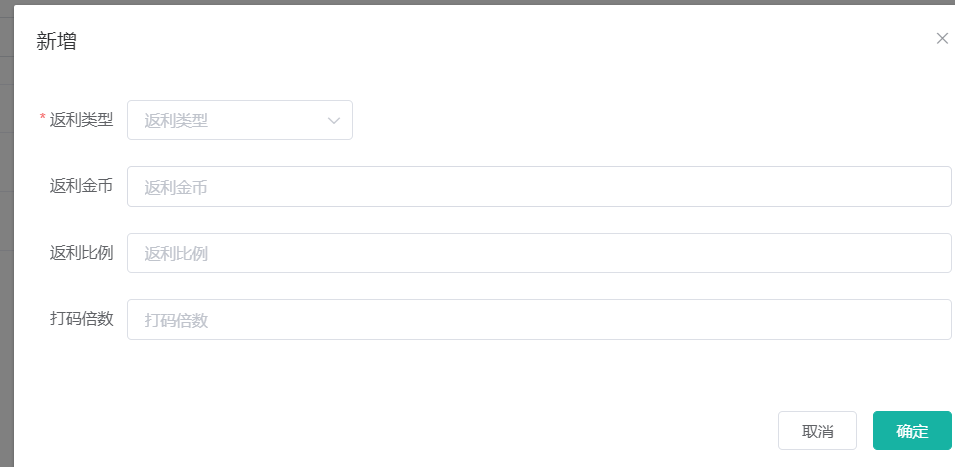 新增
* 返利类型 返利类型
返利金币 返利金币
返利比例 返利比例
打码倍数 打码倍数
取消 确定